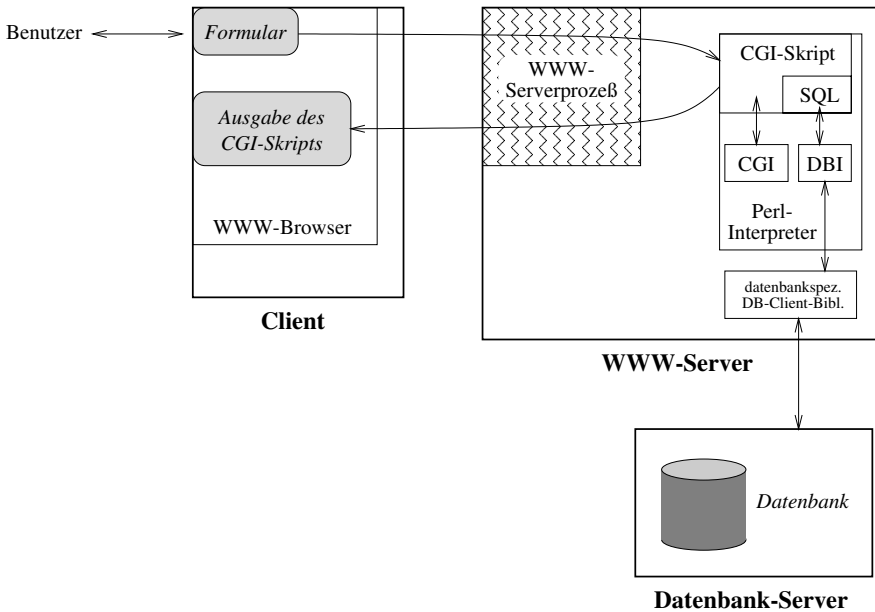 Benutzer
Formular
Ausgabe des
CGI-Skripts
WWW-Browser
Client
WWW-
Serverprozeß
CGI-Skript
SQL
CGI
DBI
Perl-
Interpreter
datenbankspez.
DB-Client-Bibl.
WWW-Server
Datenbank
Datenbank-Server